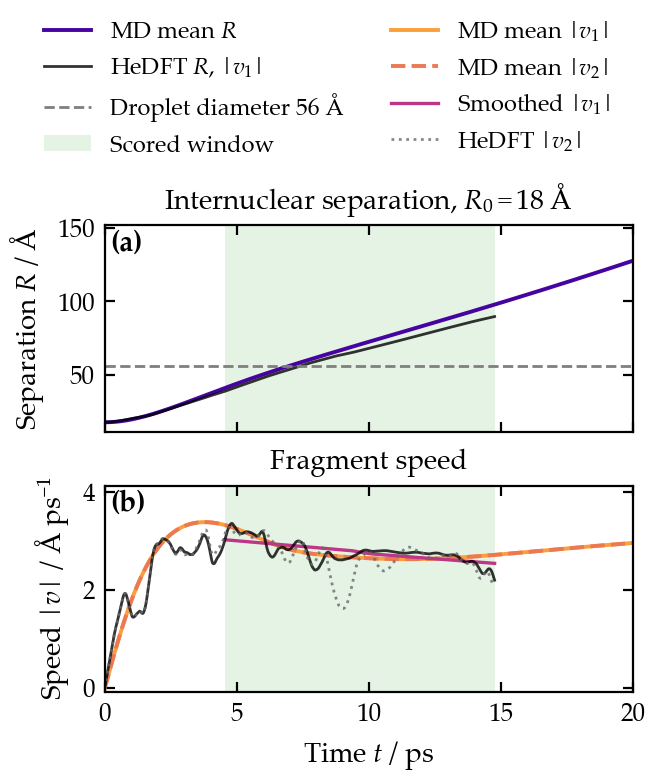 MD mean R
HeDFT R, |v₁|
Droplet diameter 56 Å
Scored window
MD mean |v₁|
MD mean |v₂|
Smoothed |v₁|
HeDFT |v₂|
Internuclear separation, R₀ = 18 Å
(a)
Separation R / Å
150
100
50
Fragment speed
(b)
Speed |v| / Å ps⁻¹
4
2
0
0 5 10 15 20
Time t / ps